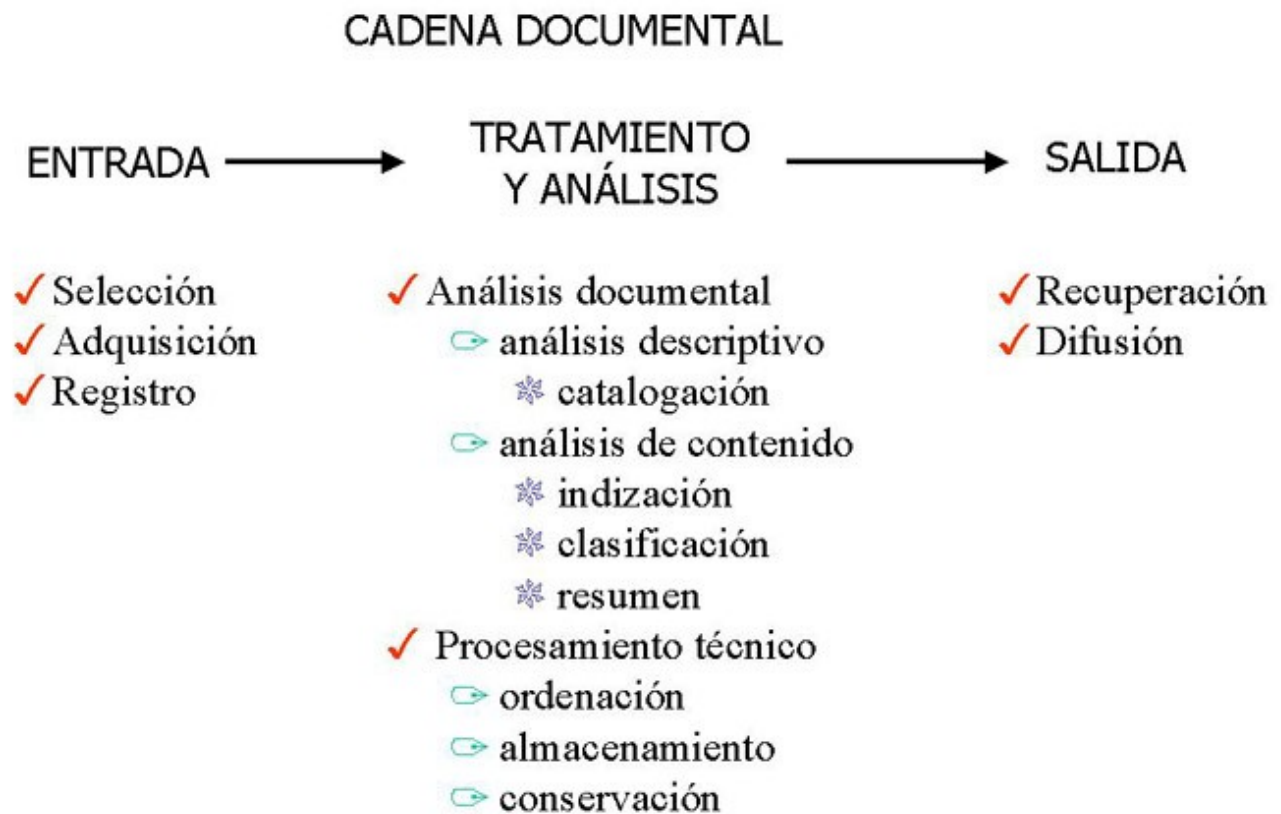 CADENA DOCUMENTAL
ENTRADA
TRATAMIENTO
Y ANÁLISIS
SALIDA
Selección
Adquisición
Registro
Análisis documental
análisis descriptivo
catalogación
análisis de contenido
indización
clasificación
resumen
Procesamiento técnico
ordenación
almacenamiento
conservación
Recuperación
Difusión